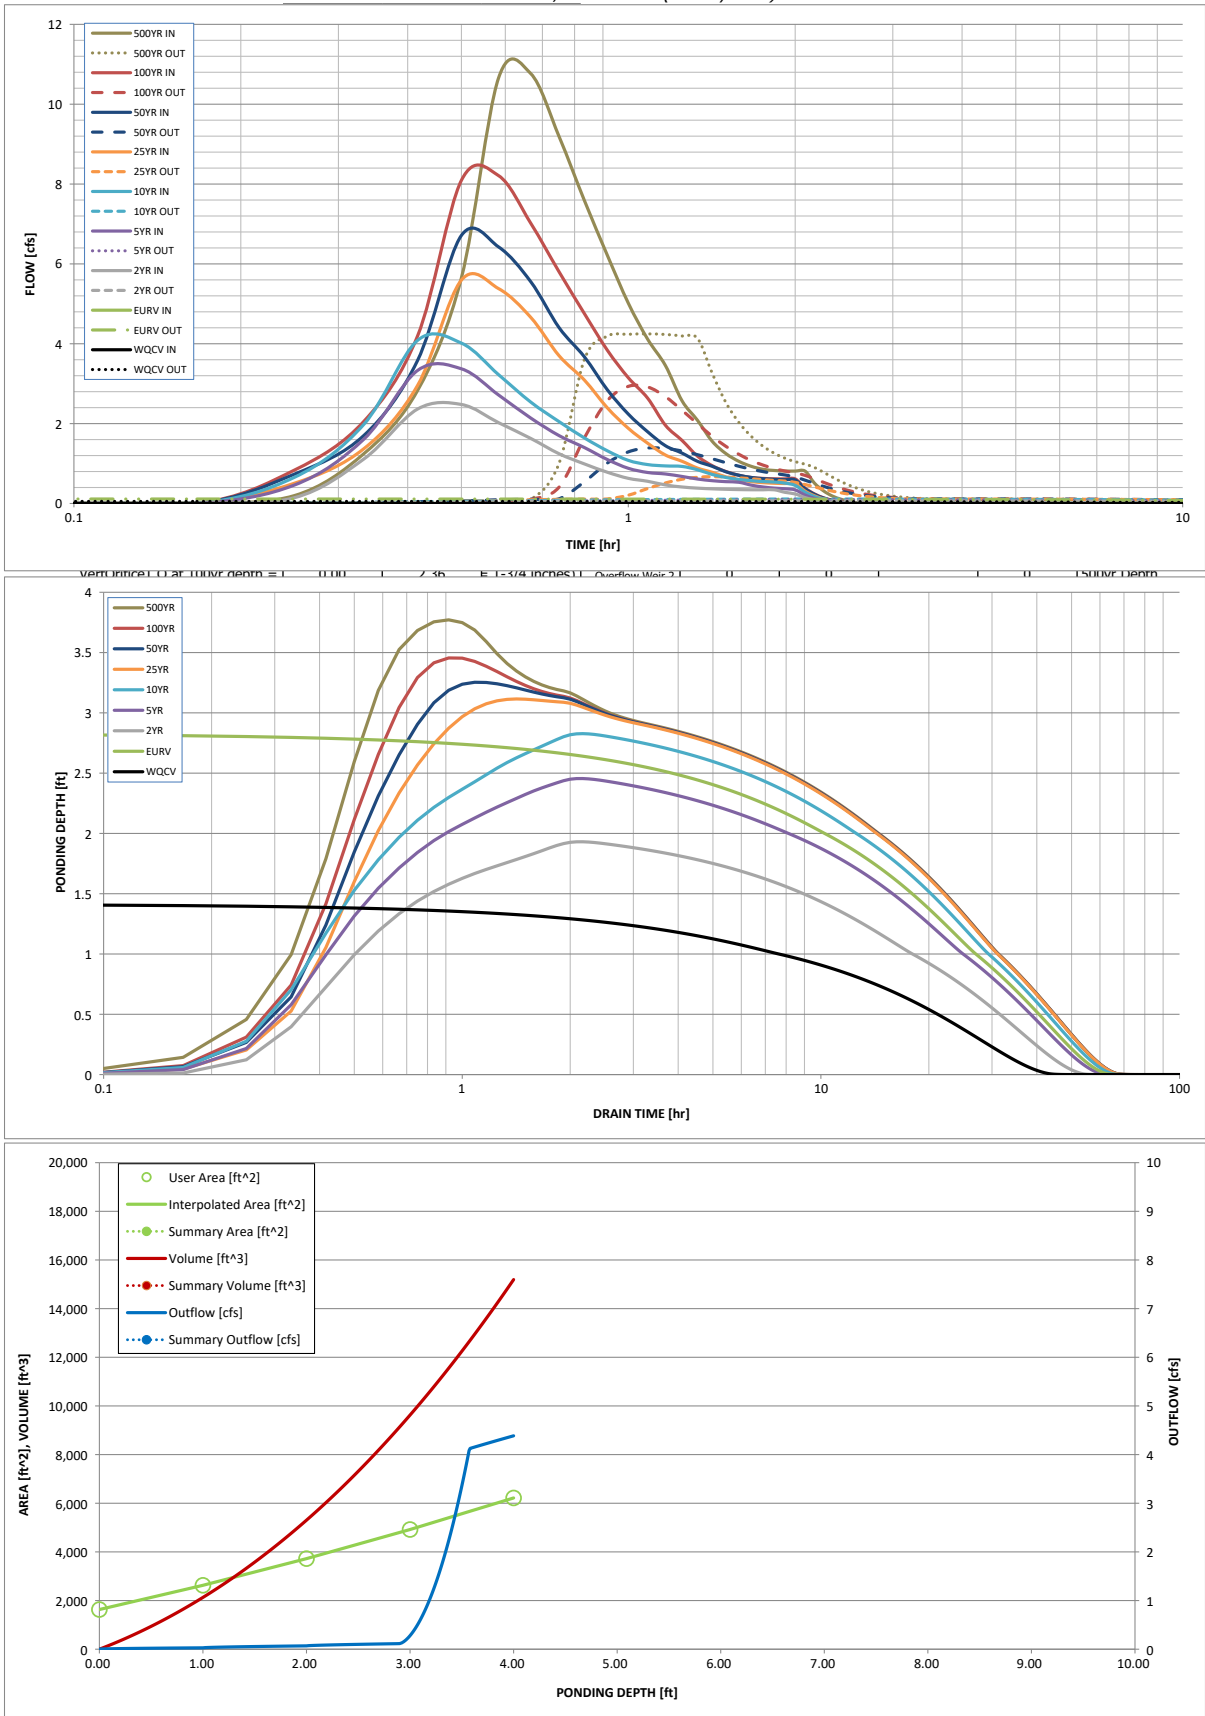 12
10
8
6
4
2
0
FLOW [cfs]
500YR IN
500YR OUT
100YR IN
100YR OUT
50YR IN
50YR OUT
25YR IN
25YR OUT
10YR IN
10YR OUT
5YR IN
5YR OUT
2YR IN
2YR OUT
EURV IN
EURV OUT
WQCV IN
WQCV OUT
0.1 1 10
TIME [hr]
4
3.5
3
2.5
2
1.5
1
0.5
0
PONDING DEPTH [ft]
500YR
100YR
50YR
25YR
10YR
5YR
2YR
EURV
WQCV
0.1 1 10 100
DRAIN TIME [hr]
20,000
18,000
16,000
14,000
12,000
10,000
8,000
6,000
4,000
2,000
0
AREA [ft^2], VOLUME [ft^3]
User Area [ft^2]
Interpolated Area [ft^2]
Summary Area [ft^2]
Volume [ft^3]
Summary Volume [ft^3]
Outflow [cfs]
Summary Outflow [cfs]
10
9
8
7
6
5
4
3
2
1
0
OUTFLOW [cfs]
0.00 1.00 2.00 3.00 4.00 5.00 6.00 7.00 8.00 9.00 10.00
PONDING DEPTH [ft]